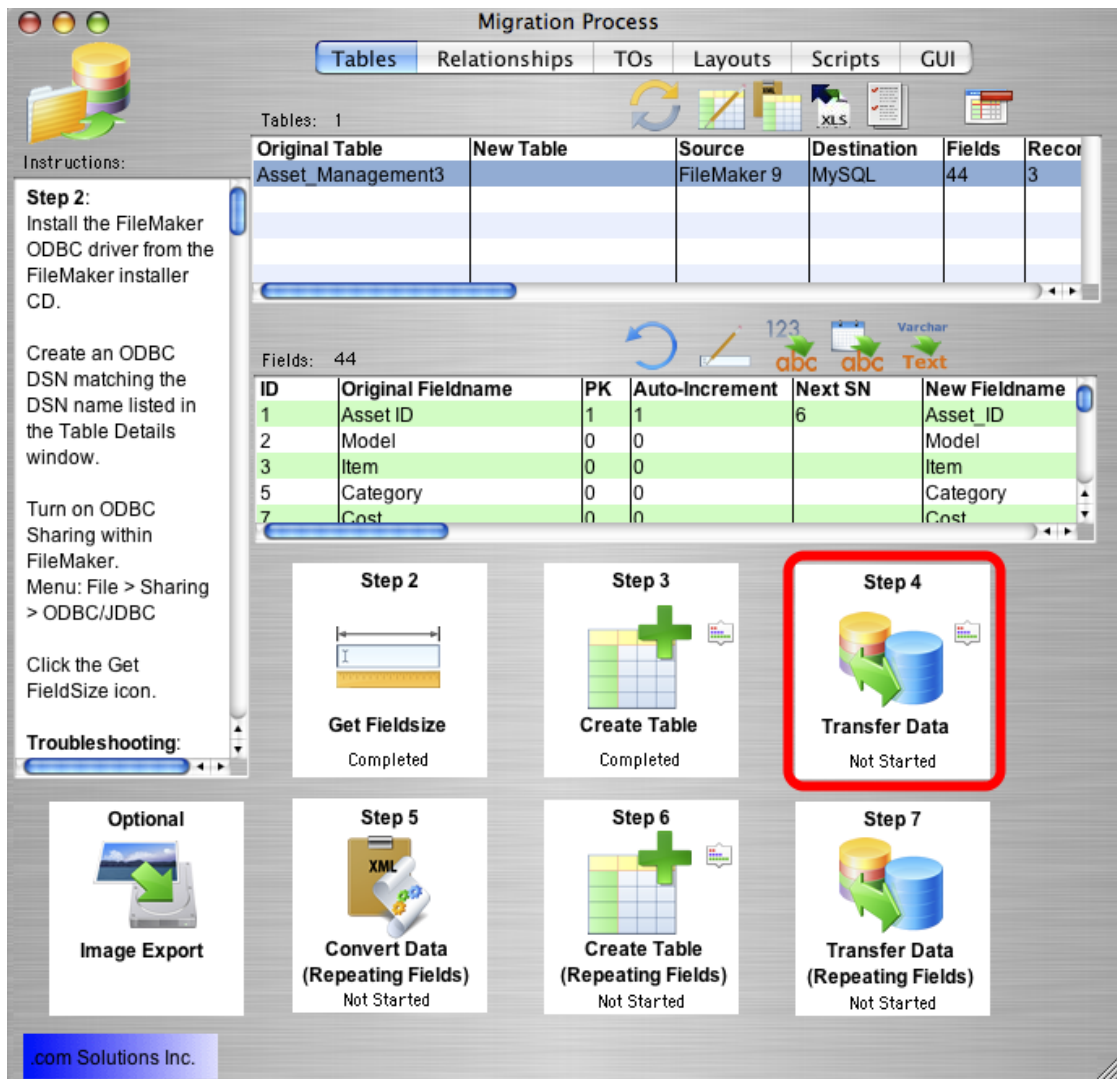 Migration Process
Tables Relationships TOs Layouts Scripts GUI
Tables: 1
XML
XLS
Instructions:
Original Table New Table Source Destination Fields Recor
Asset_Management3 FileMaker 9 MySQL 44 3
Step 2:
Install the FileMaker
ODBC driver from the
FileMaker installer
CD.
Create an ODBC
DSN matching the
DSN name listed in
the Table Details
window.
Turn on ODBC
Sharing within
FileMaker.
Menu: File > Sharing
> ODBC/JDBC
Click the Get
FieldSize icon.
Troubleshooting:
Fields: 44
123
abc
abc
Varchar
Text
ID Original Fieldname PK Auto-Increment Next SN New Fieldname
1 Asset ID 1 1 6 Asset_ID
2 Model 0 0 Model
3 Item 0 0 Item
5 Category 0 0 Category
7 Cost 0 0 Cost
Step 2
Get Fieldsize
Completed
Step 3
Create Table
Completed
Step 4
Transfer Data
Not Started
Optional
Image Export
Step 5
XML
Convert Data
(Repeating Fields)
Not Started
Step 6
Create Table
(Repeating Fields)
Not Started
Step 7
Transfer Data
(Repeating Fields)
Not Started
.com Solutions Inc.